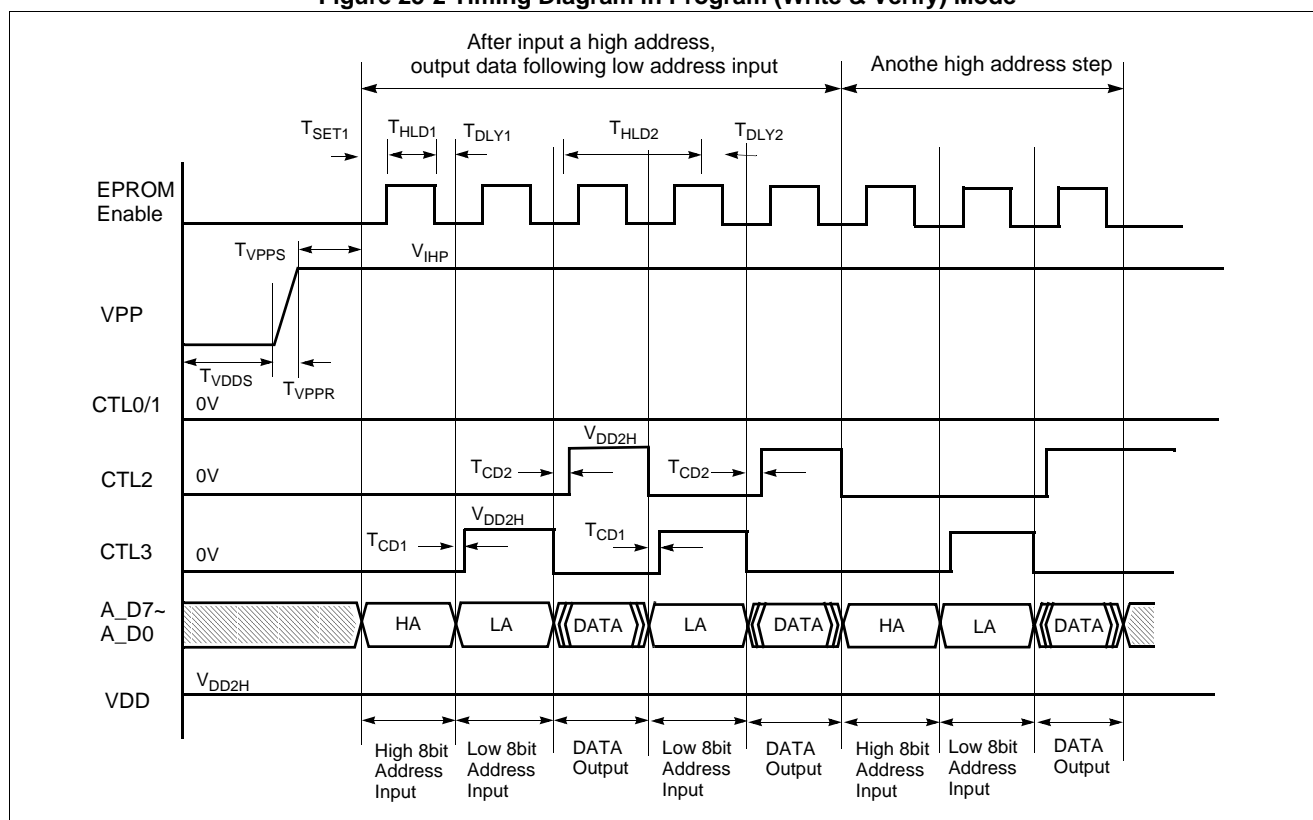 Figure 23-2 Timing Diagram in Program (Write & Verify) Mode
After input a high address,
output data following low address input
Anothe high address step
TSET1
THLD1
TDLY1
THLD2
TDLY2
EPROM
Enable
TVPPS
VIHP
VPP
TVDDS
TVPPR
CTL0/1
0V
VDD2H
TCD2
TCD2
CTL2
0V
VDD2H
TCD1
TCD1
CTL3
0V
A_D7~
A_D0
HA
LA
DATA
LA
DATA
HA
LA
DATA
VDD2H
VDD
High 8bit
Address
Input
Low 8bit
Address
Input
DATA
Output
Low 8bit
Address
Input
DATA
Output
High 8bit
Address
Input
Low 8bit
Address
Input
DATA
Output